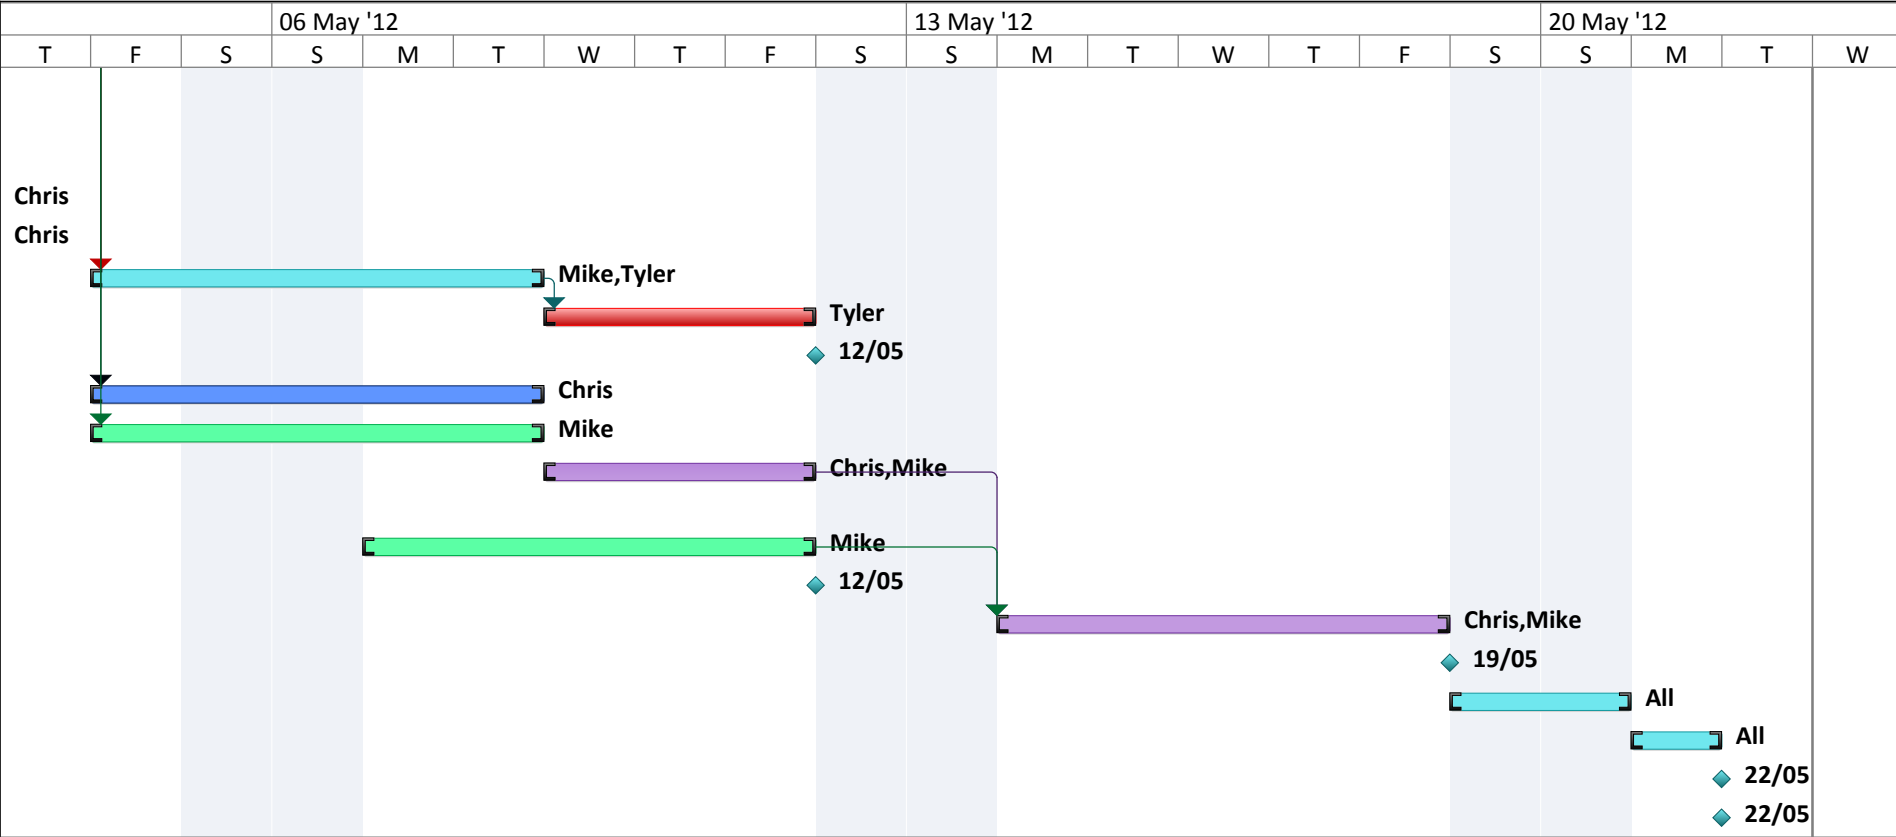 06 May '12 13 May '12 20 May '12
T F S S M T W T F S S M T W T F S S M T W
Chris
Chris
Mike,Tyler
Tyler
12/05
Chris
Mike
Chris,Mike
Mike
12/05
Chris,Mike
19/05
All
All
22/05
22/05